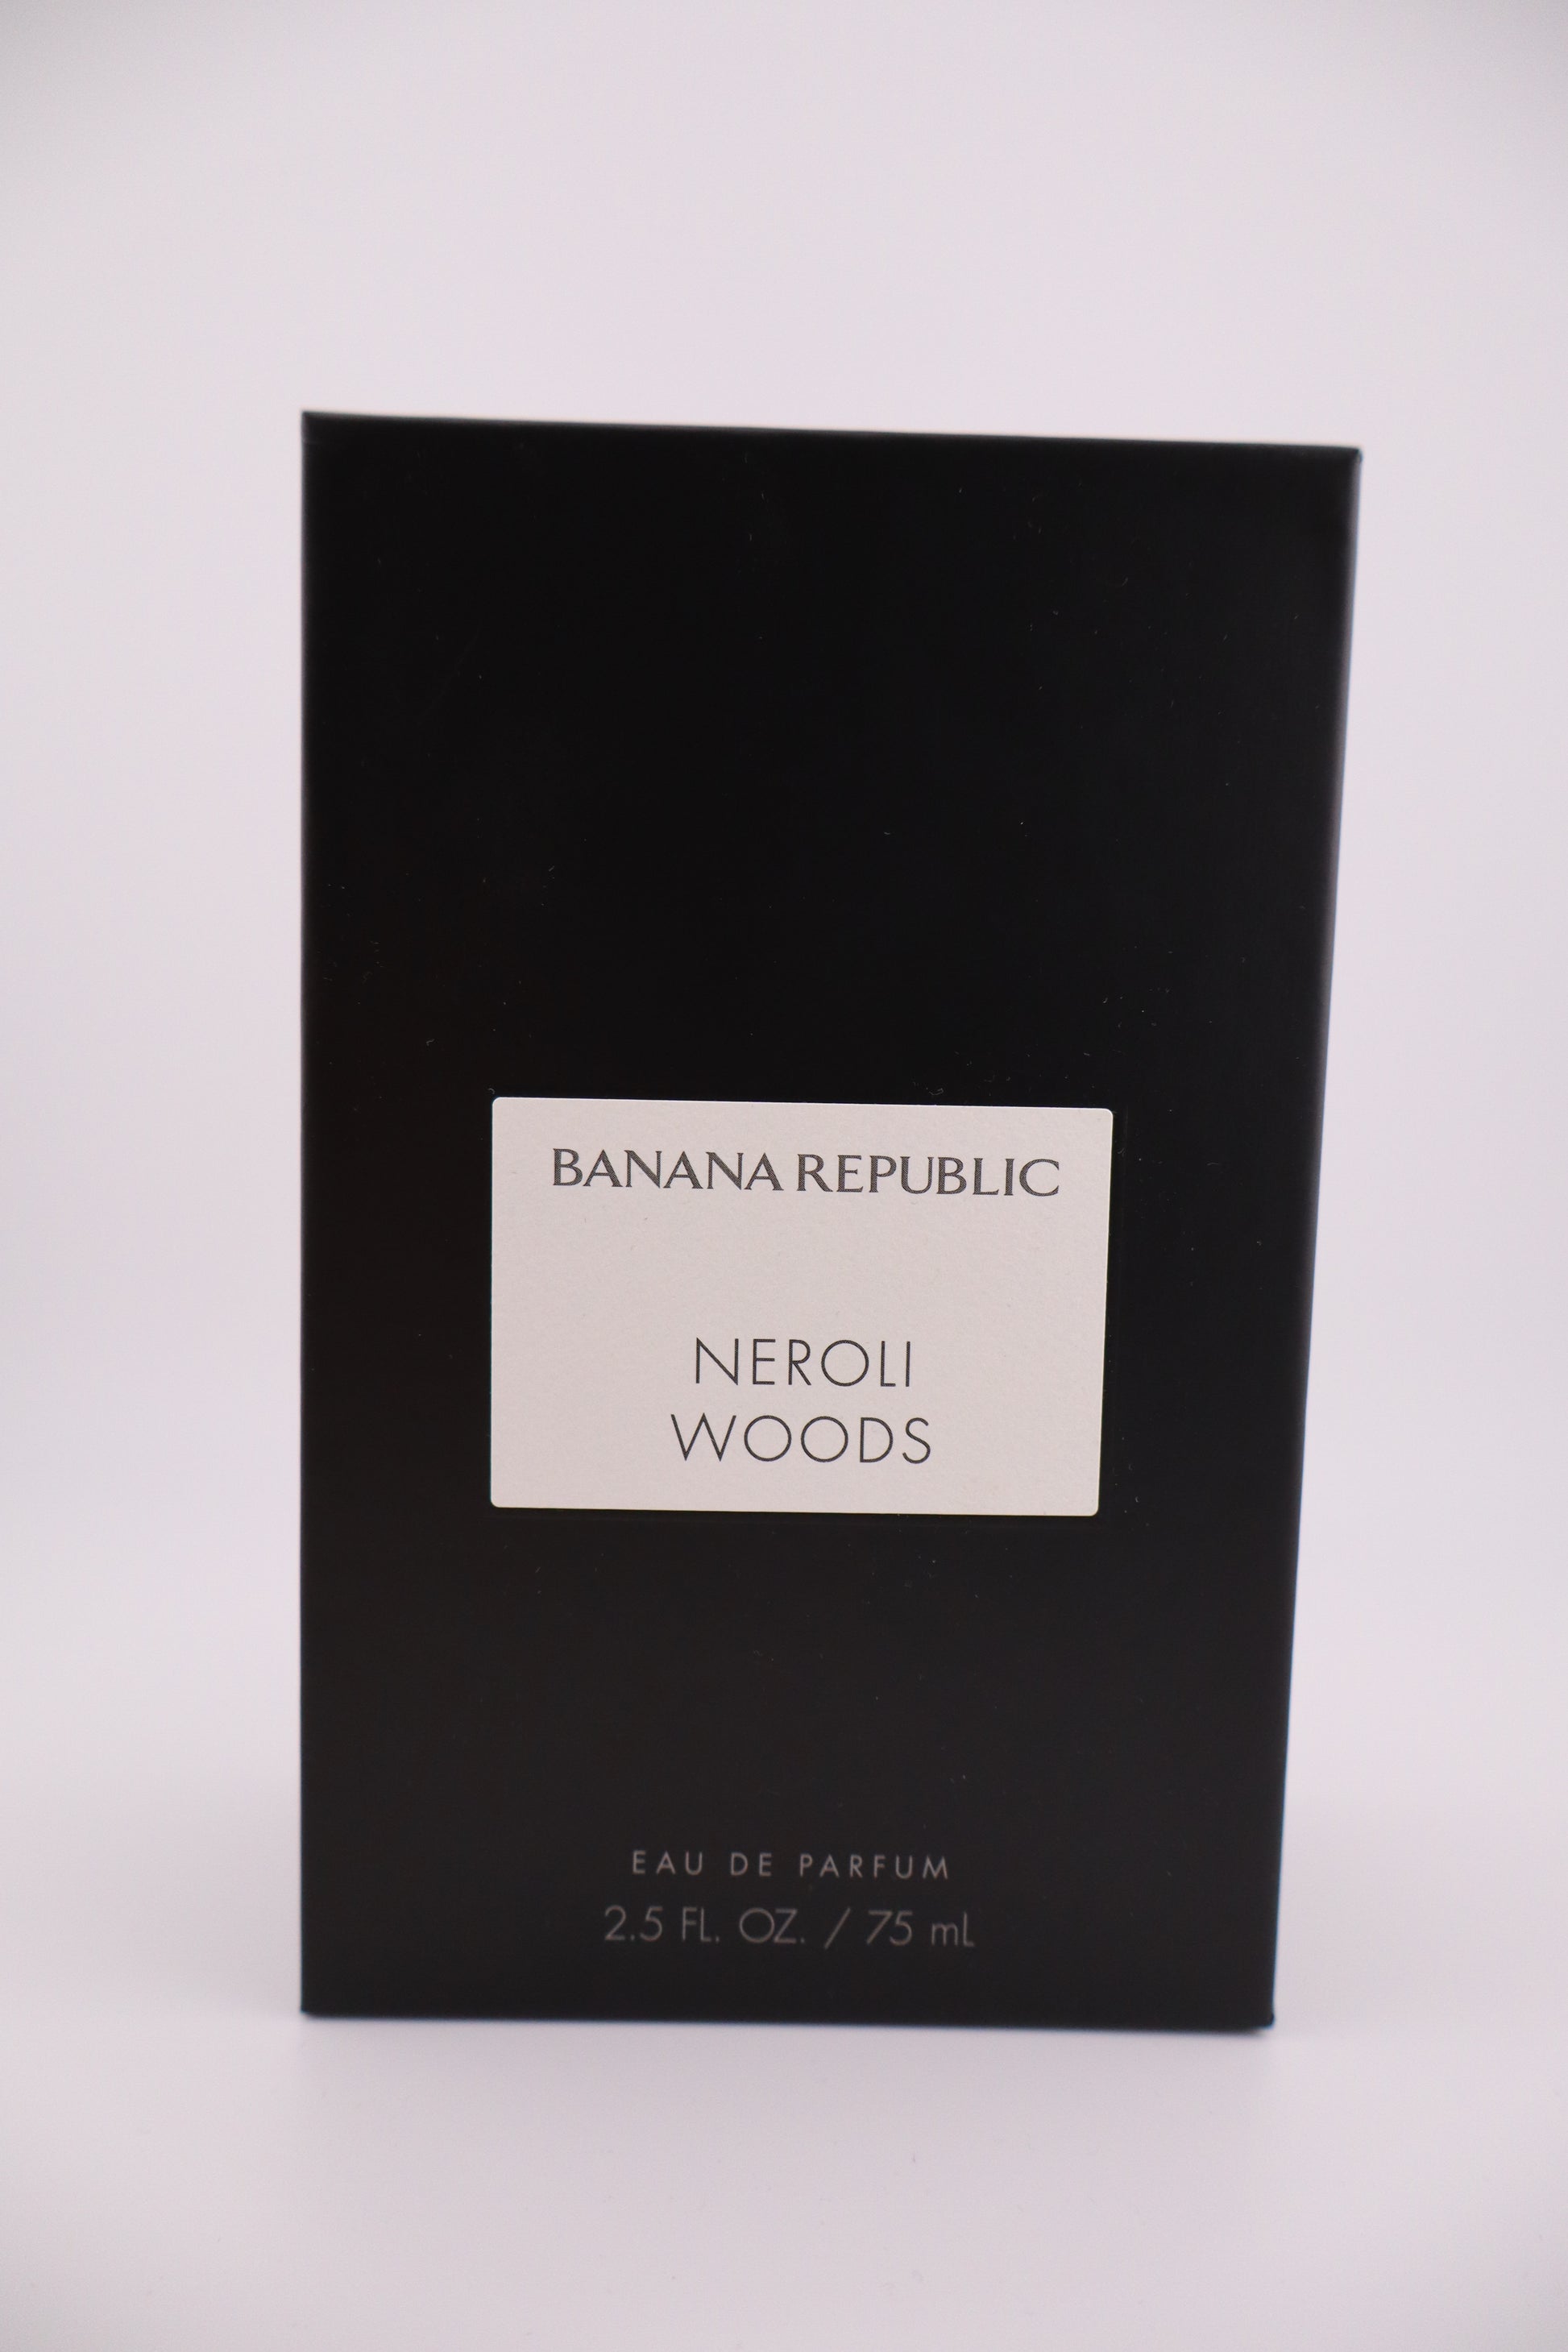 BANANA REPUBLIC
NEROLI
WOODS
EAU DE PARFUM
2.5 FL. OZ. / 75 mL